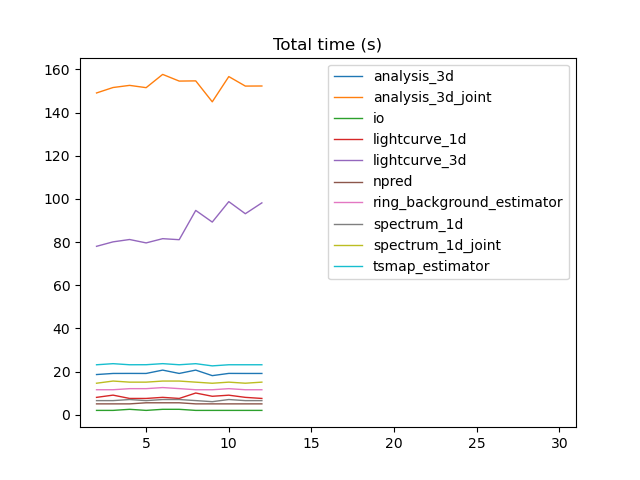 Total time (s)
160
140
120
100
80
60
40
20
0
5
10
15
20
25
30
analysis_3d
analysis_3d_joint
io
lightcurve_1d
lightcurve_3d
npred
ring_background_estimator
spectrum_1d
spectrum_1d_joint
tsmap_estimator